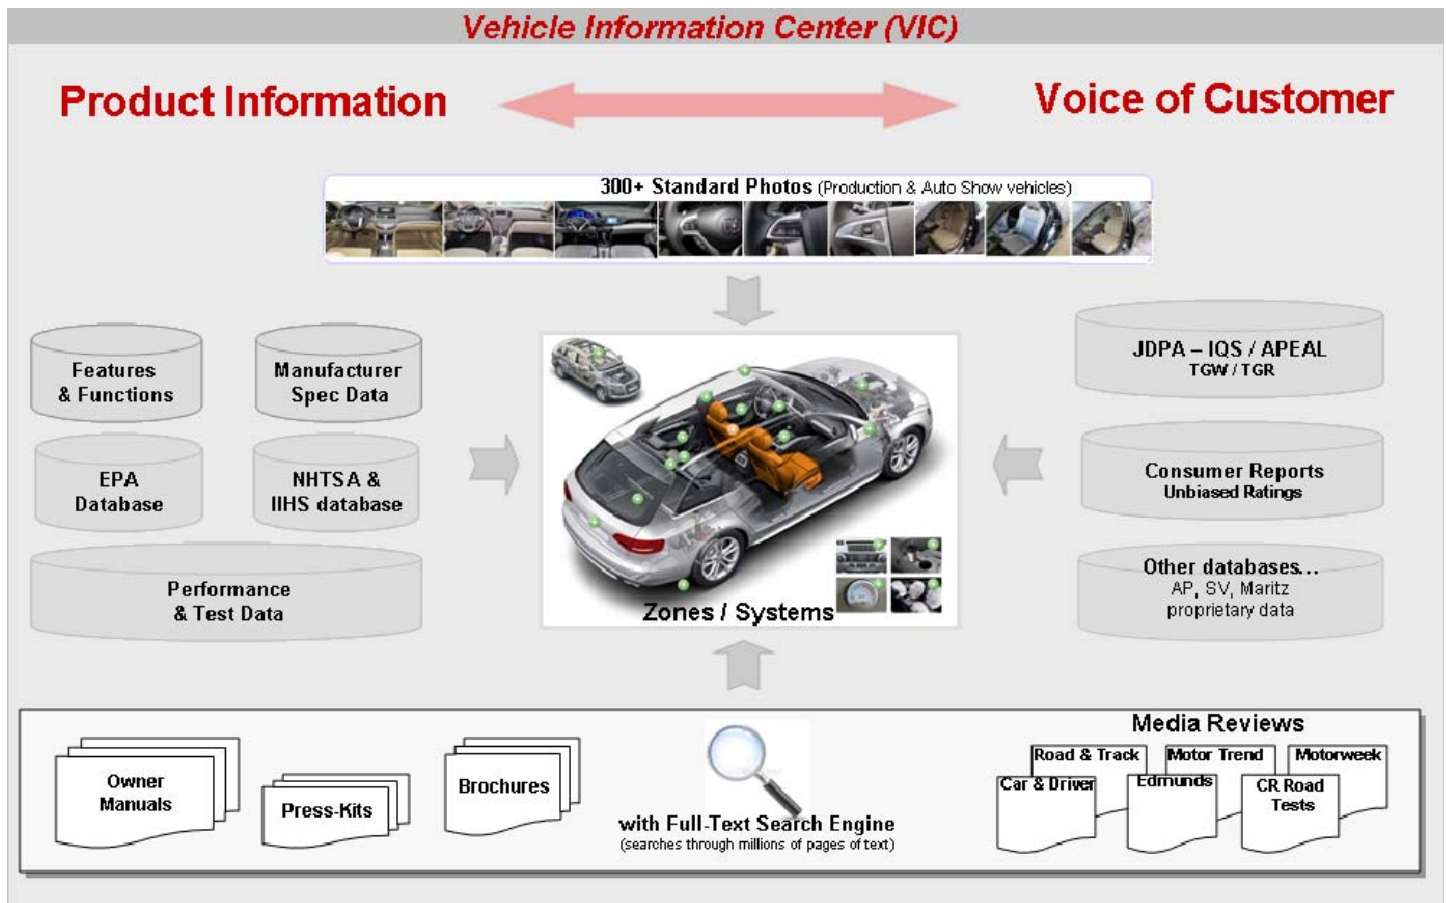 Vehicle Information Center (VIC)
Product Information
Voice of Customer
300+ Standard Photos (Production & Auto Show vehicles)
Features
& Functions
Manufacturer
Spec Data
EPA
Database
NHTSA &
IIHS database
Performance
& Test Data
Zones / Systems
JDPA – IQS / APEAL
TGW / TGR
Consumer Reports
Unbiased Ratings
Other databases...
AP, SV, Maritz
proprietary data
Owner
Manuals
Press-Kits
Brochures
with Full-Text Search Engine
(searches through millions of pages of text)
Media Reviews
Road & Track
Motor Trend
Motorweek
Car & Driver
Edmunds
CR Road
Tests